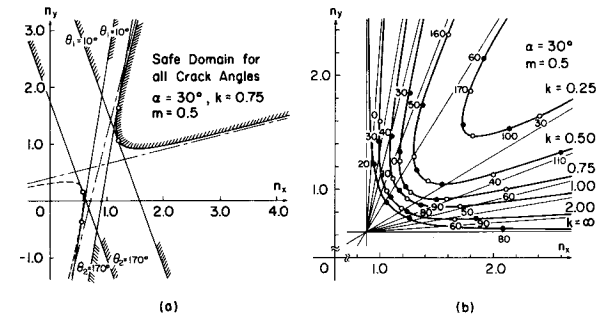 n_y
3.0
θ₁=10°
θ₁=10°
Safe Domain for
all Crack Angles
α = 30° , k = 0.75
m = 0.5
2.0
1.0
n_x
0
1.0
2.0
3.0
4.0
-1.0
θ₂=170°
θ₂=170°
(a)
n_y
160
60
α = 30°
m = 0.5
2.0
170
k = 0.25
30
50
0
30
100
30
40
k = 0.50
20
110
0.75
40
1.00
60
1.0
80
90
50
90
2.00
60
k = ∞
80
0
1.0
2.0
n_x
(b)